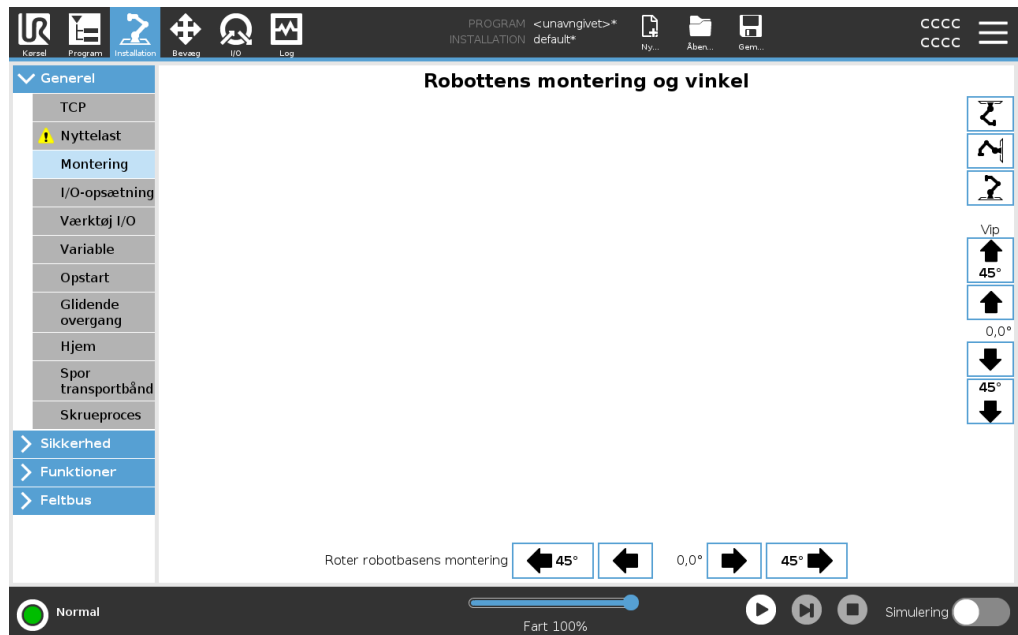 PROGRAM <unavngivet>*
INSTALLATION default*
cccc
cccc
Kørsel Program Installation Bevæg I/O Log Ny... Åben... Gem...
Generel
Robottens montering og vinkel
TCP
Nyttelast
Montering
I/O-opsætning
Værktøj I/O
Variable
Opstart
Glidende
overgang
Hjem
Spor
transportbånd
Skrueproces
Sikkerhed
Funktioner
Feltbus
Vip
45°
0,0°
45°
Roter robotbasens montering 45° 0,0° 45°
Normal
Fart 100%
Simulering